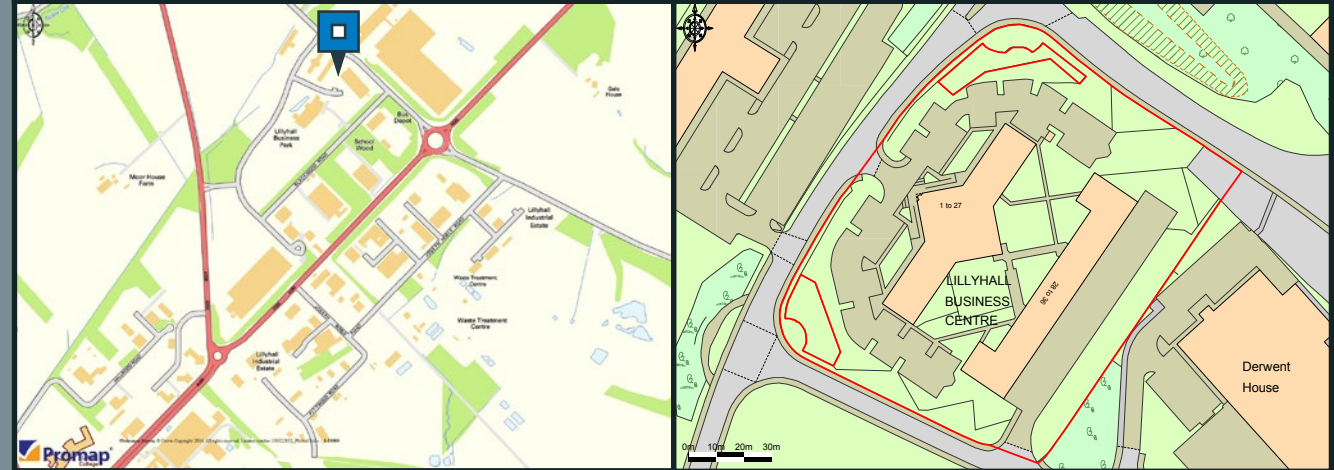 Gale
House
Bus
Depot
Lillyhall
Business
Park
School
Wood
Moor House
Farm
Lillyhall
Industrial
Estate
Waste Treatment
Centre
Waste Treatment
Centre
Lillyhall
Industrial
Estate
Promap
1 to 27
LILLYHALL
BUSINESS
CENTRE
28 to 36
Derwent
House
0m 10m 20m 30m